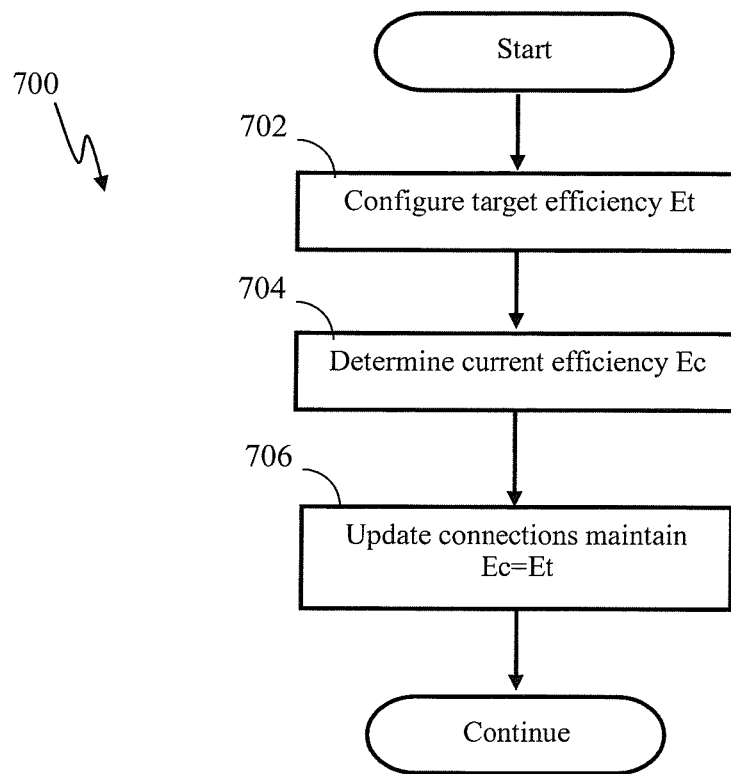 Start
700
702
Configure target efficiency Et
704
Determine current efficiency Ec
706
Update connections maintain
Ec=Et
Continue